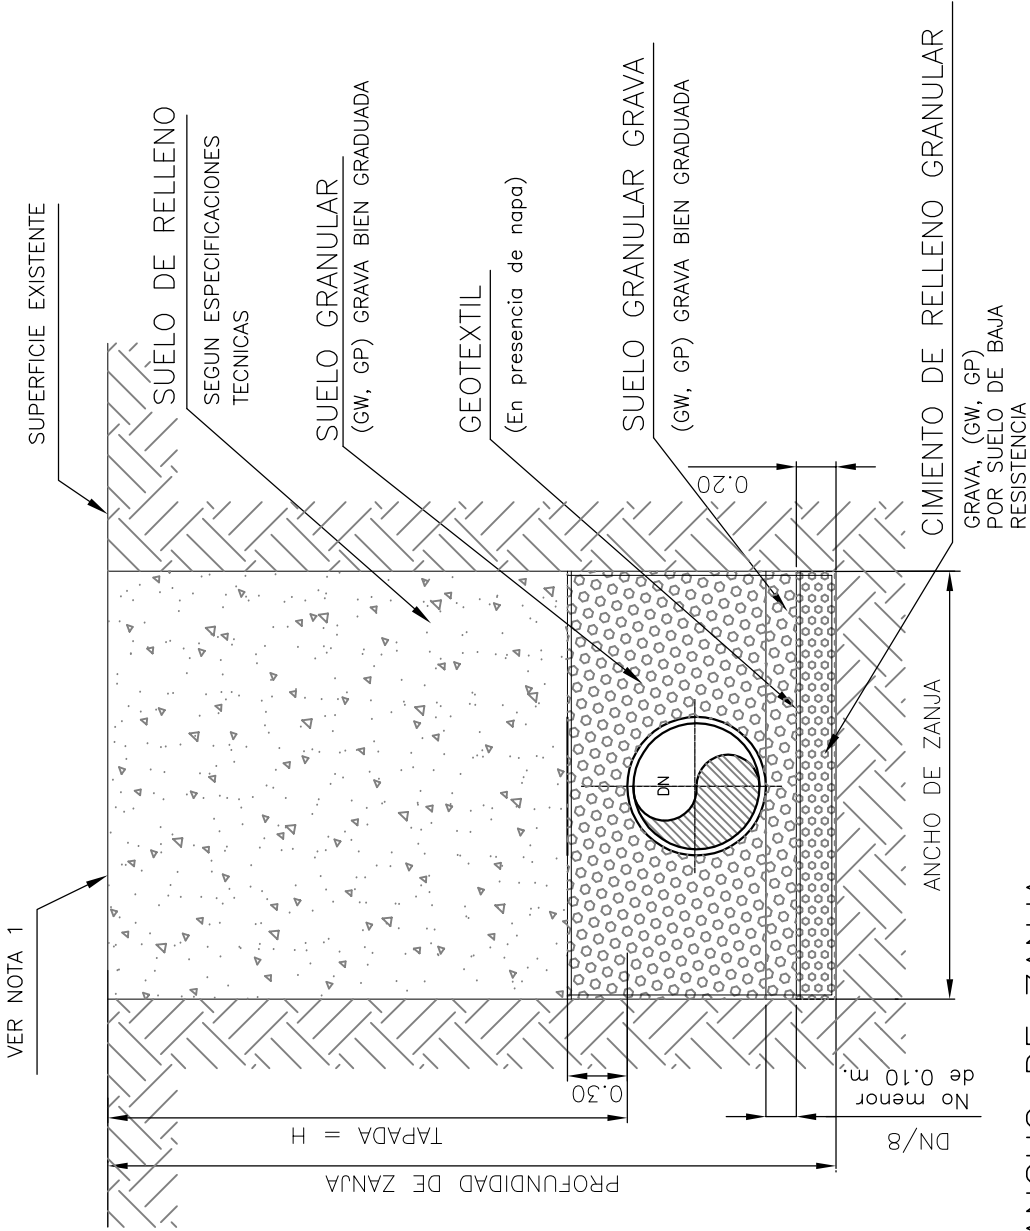 VER NOTA 1
SUPERFICIE EXISTENTE
SUELO DE RELLENO
SEGUN ESPECIFICACIONES
TECNICAS
SUELO GRANULAR
(GW, GP) GRAVA BIEN GRADUADA
GEOTEXTIL
(En presencia de napa)
SUELO GRANULAR GRAVA
(GW, GP) GRAVA BIEN GRADUADA
CIMIENTO DE RELLENO GRANULAR
GRAVA, (GW, GP)
POR SUELO DE BAJA
RESISTENCIA
0.20
DN
ANCHO DE ZANJA
0.30
TAPADA = H
PROFUNDIDAD DE ZANJA
DN/8
No menor
de 0.10 m.
ANCHO DE ZANJA